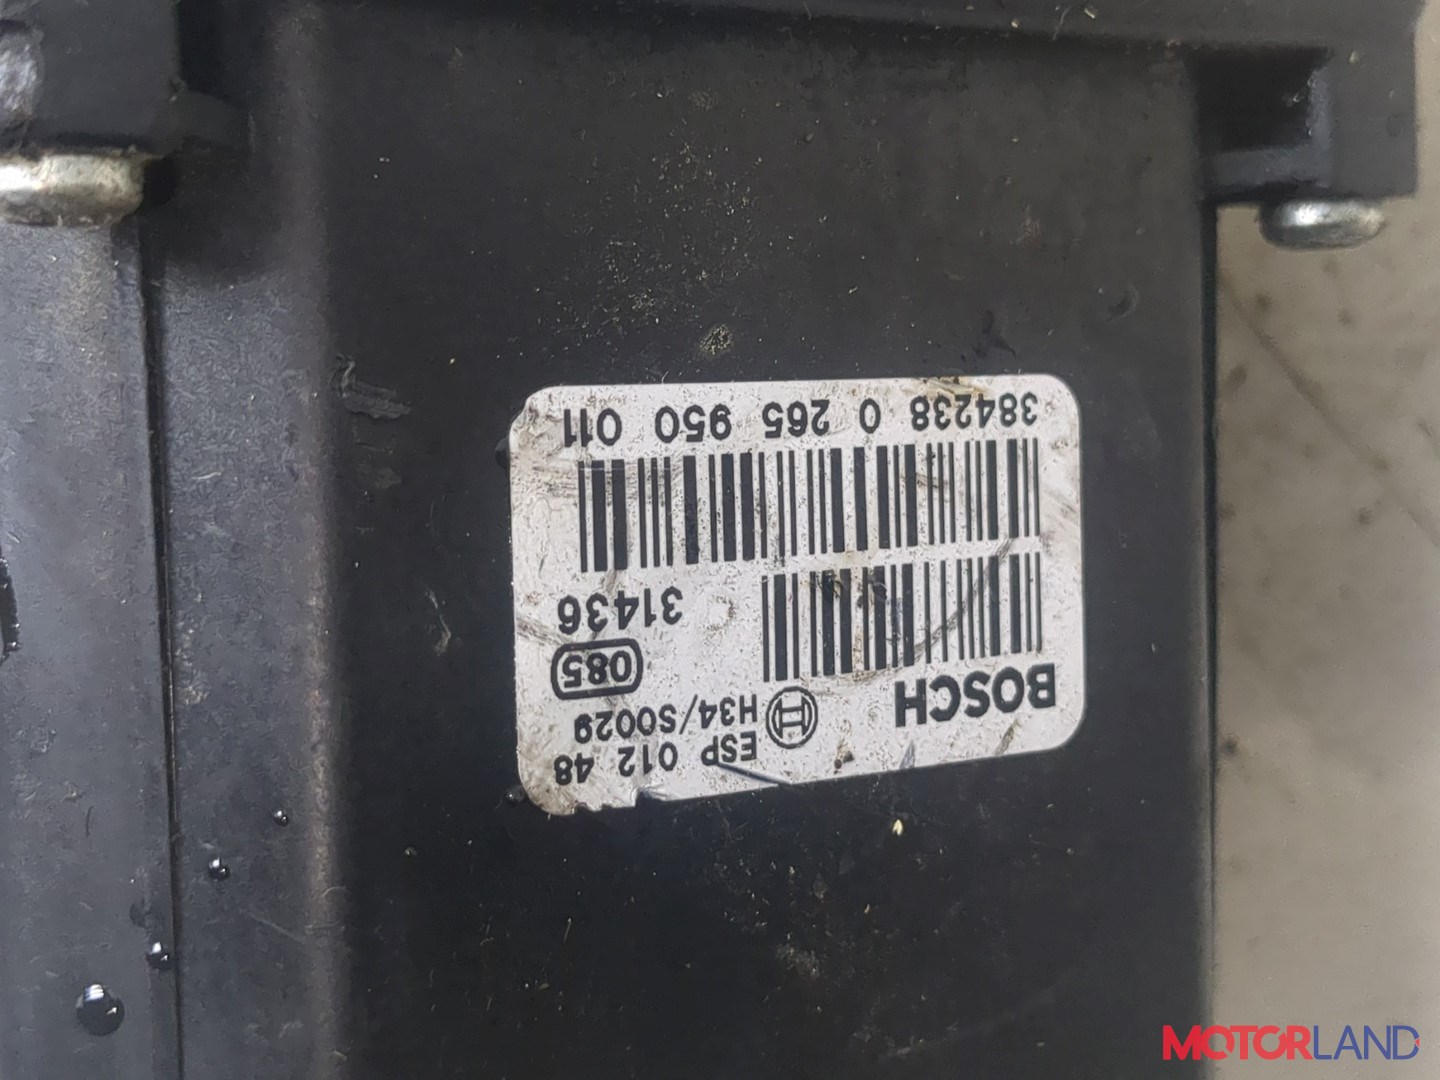 ESP 012 48
BOSCH H34/S0029
085
31436
384238 0 265 950 011
MOTORLAND